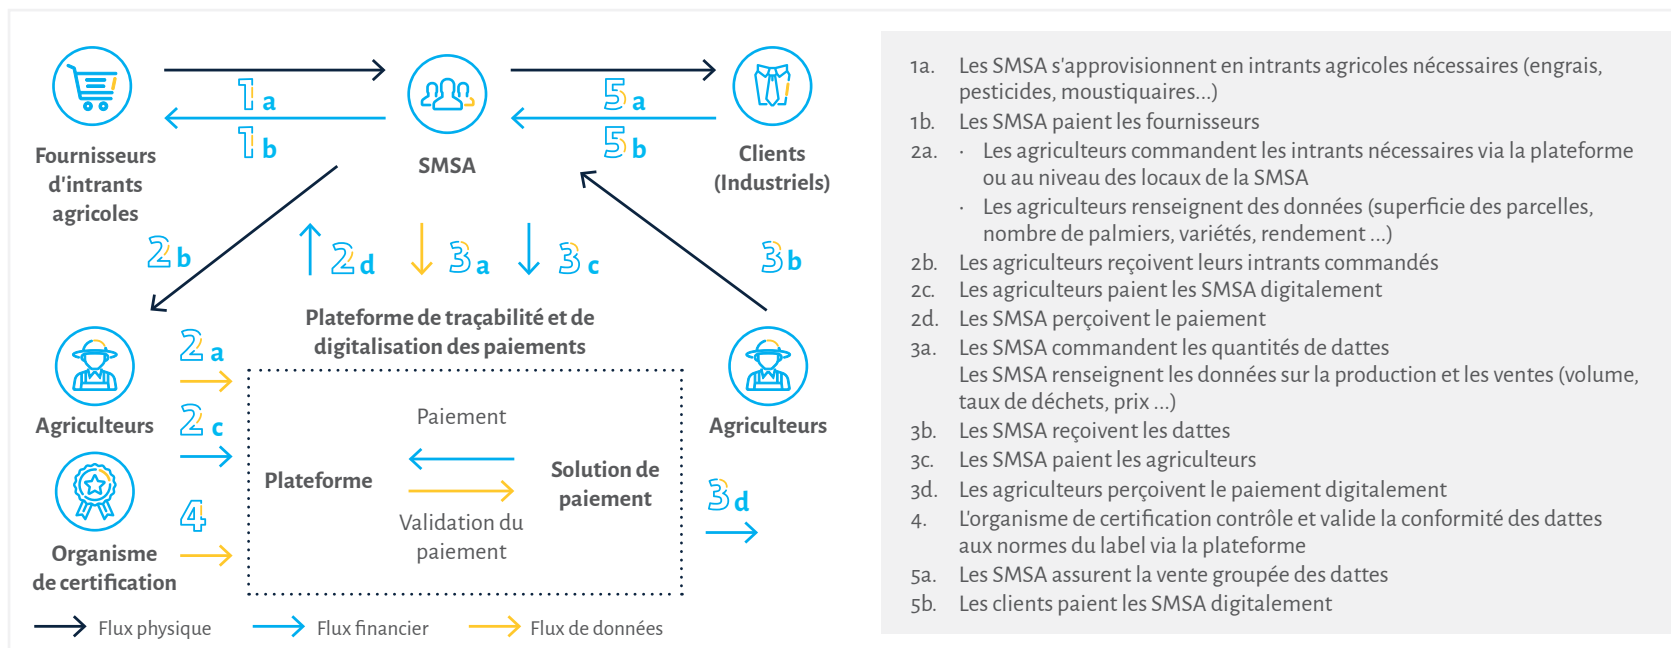 1a
1b
5a
5b
Fournisseurs
d'intrants
agricoles
SMSA
Clients
(Industriels)
2b
2d
3a
3c
3b
Plateforme de traçabilité et de
digitalisation des paiements
Agriculteurs
2a
2c
Organisme
de certification
4
Paiement
Plateforme
Solution de
paiement
Validation du
paiement
Agriculteurs
3d
Flux physique
Flux financier
Flux de données
1a. Les SMSA s'approvisionnent en intrants agricoles nécessaires (engrais,
pesticides, moustiquaires...)
1b. Les SMSA paient les fournisseurs
2a. · Les agriculteurs commandent les intrants nécessaires via la plateforme
ou au niveau des locaux de la SMSA
· Les agriculteurs renseignent des données (superficie des parcelles,
nombre de palmiers, variétés, rendement ...)
2b. Les agriculteurs reçoivent leurs intrants commandés
2c. Les agriculteurs paient les SMSA digitalement
2d. Les SMSA perçoivent le paiement
3a. Les SMSA commandent les quantités de dattes
Les SMSA renseignent les données sur la production et les ventes (volume,
taux de déchets, prix ...)
3b. Les SMSA reçoivent les dattes
3c. Les SMSA paient les agriculteurs
3d. Les agriculteurs perçoivent le paiement digitalement
4. L'organisme de certification contrôle et valide la conformité des dattes
aux normes du label via la plateforme
5a. Les SMSA assurent la vente groupée des dattes
5b. Les clients paient les SMSA digitalement